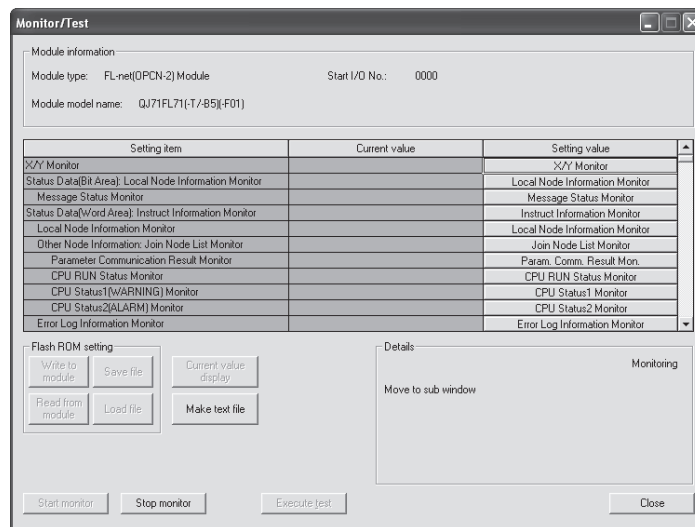 Monitor/Test
Module information
Module type: FL-net(OPCN-2) Module Start I/O No.: 0000
Module model name: QJ71FL71(-T/-B5)(-F01)
Setting item Current value Setting value
X/Y Monitor X/Y Monitor
Status Data(Bit Area): Local Node Information Monitor Local Node Information Monitor
Message Status Monitor Message Status Monitor
Status Data(Word Area): Instruct Information Monitor Instruct Information Monitor
Local Node Information Monitor Local Node Information Monitor
Other Node Information: Join Node List Monitor Join Node List Monitor
Parameter Communication Result Monitor Param. Comm. Result Mon.
CPU RUN Status Monitor CPU RUN Status Monitor
CPU Status1(WARNING) Monitor CPU Status1 Monitor
CPU Status2(ALARM) Monitor CPU Status2 Monitor
Error Log Information Monitor Error Log Information Monitor
Flash ROM setting
Write to module Save file
Read from module Load file
Current value display
Make text file
Details
Monitoring
Move to sub window
Start monitor Stop monitor Execute test Close